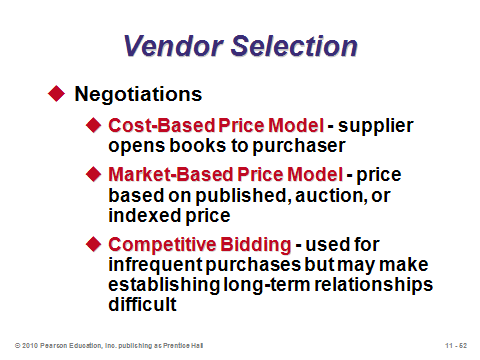 Vendor Selection
Negotiations
Cost-Based Price Model - supplier
opens books to purchaser
Market-Based Price Model - price
based on published, auction, or
indexed price
Competitive Bidding - used for
infrequent purchases but may make
establishing long-term relationships
difficult
© 2010 Pearson Education, Inc. publishing as Prentice Hall
11 - 52